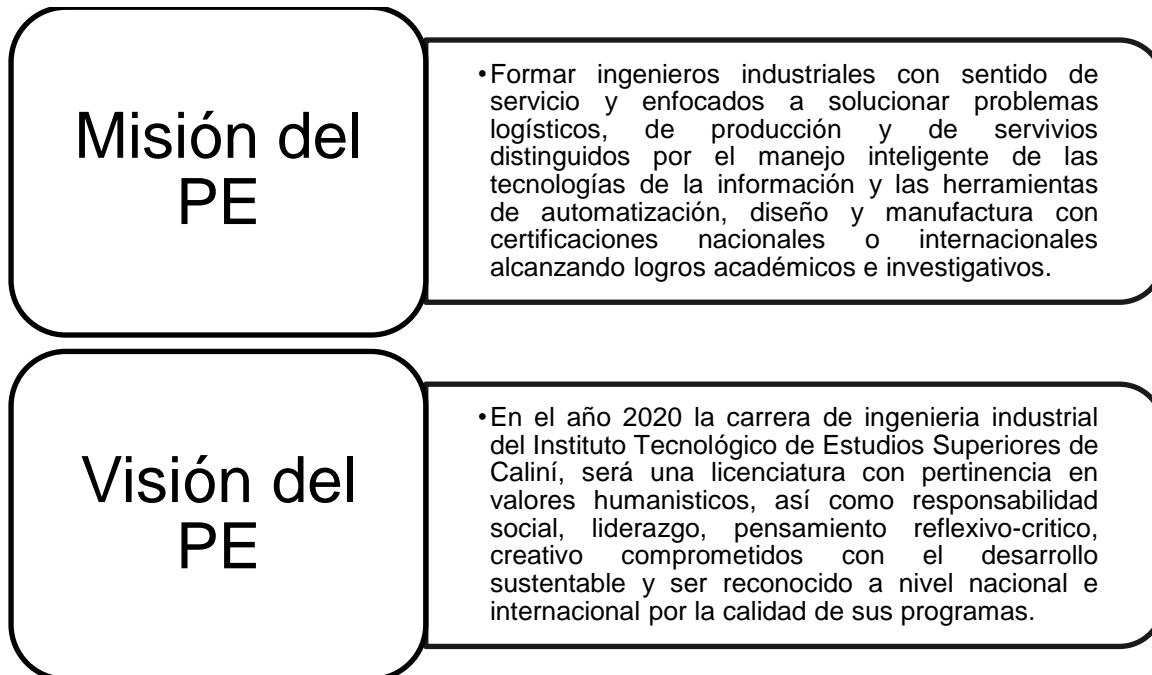 Misión del
PE
•Formar ingenieros industriales con sentido de
servicio y enfocados a solucionar problemas
logísticos, de producción y de servivios
distinguidos por el manejo inteligente de las
tecnologías de la información y las herramientas
de automatización, diseño y manufactura con
certificaciones nacionales o internacionales
alcanzando logros académicos e investigativos.
Visión del
PE
•En el año 2020 la carrera de ingenieria industrial
del Instituto Tecnológico de Estudios Superiores de
Caliní, será una licenciatura con pertinencia en
valores humanisticos, así como responsabilidad
social, liderazgo, pensamiento reflexivo-critico,
creativo comprometidos con el desarrollo
sustentable y ser reconocido a nivel nacional e
internacional por la calidad de sus programas.